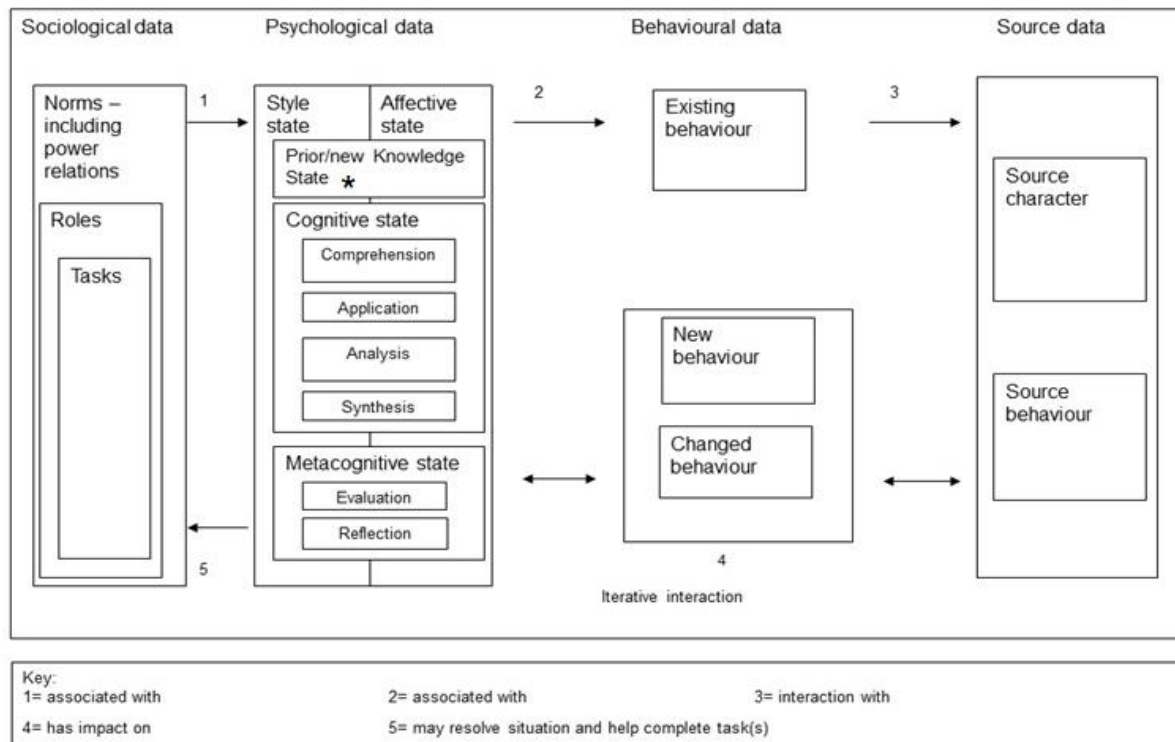 Sociological data
Psychological data
Behavioural data
Source data
Norms –
including
power
relations
Roles
Tasks
1
Style
state
Affective
state
Prior/new Knowledge
State *
Cognitive state
Comprehension
Application
Analysis
Synthesis
Metacognitive state
Evaluation
Reflection
5
2
Existing
behaviour
New
behaviour
Changed
behaviour
4
Iterative interaction
3
Source
character
Source
behaviour
Key:
1= associated with 2= associated with 3= interaction with
4= has impact on 5= may resolve situation and help complete task(s)